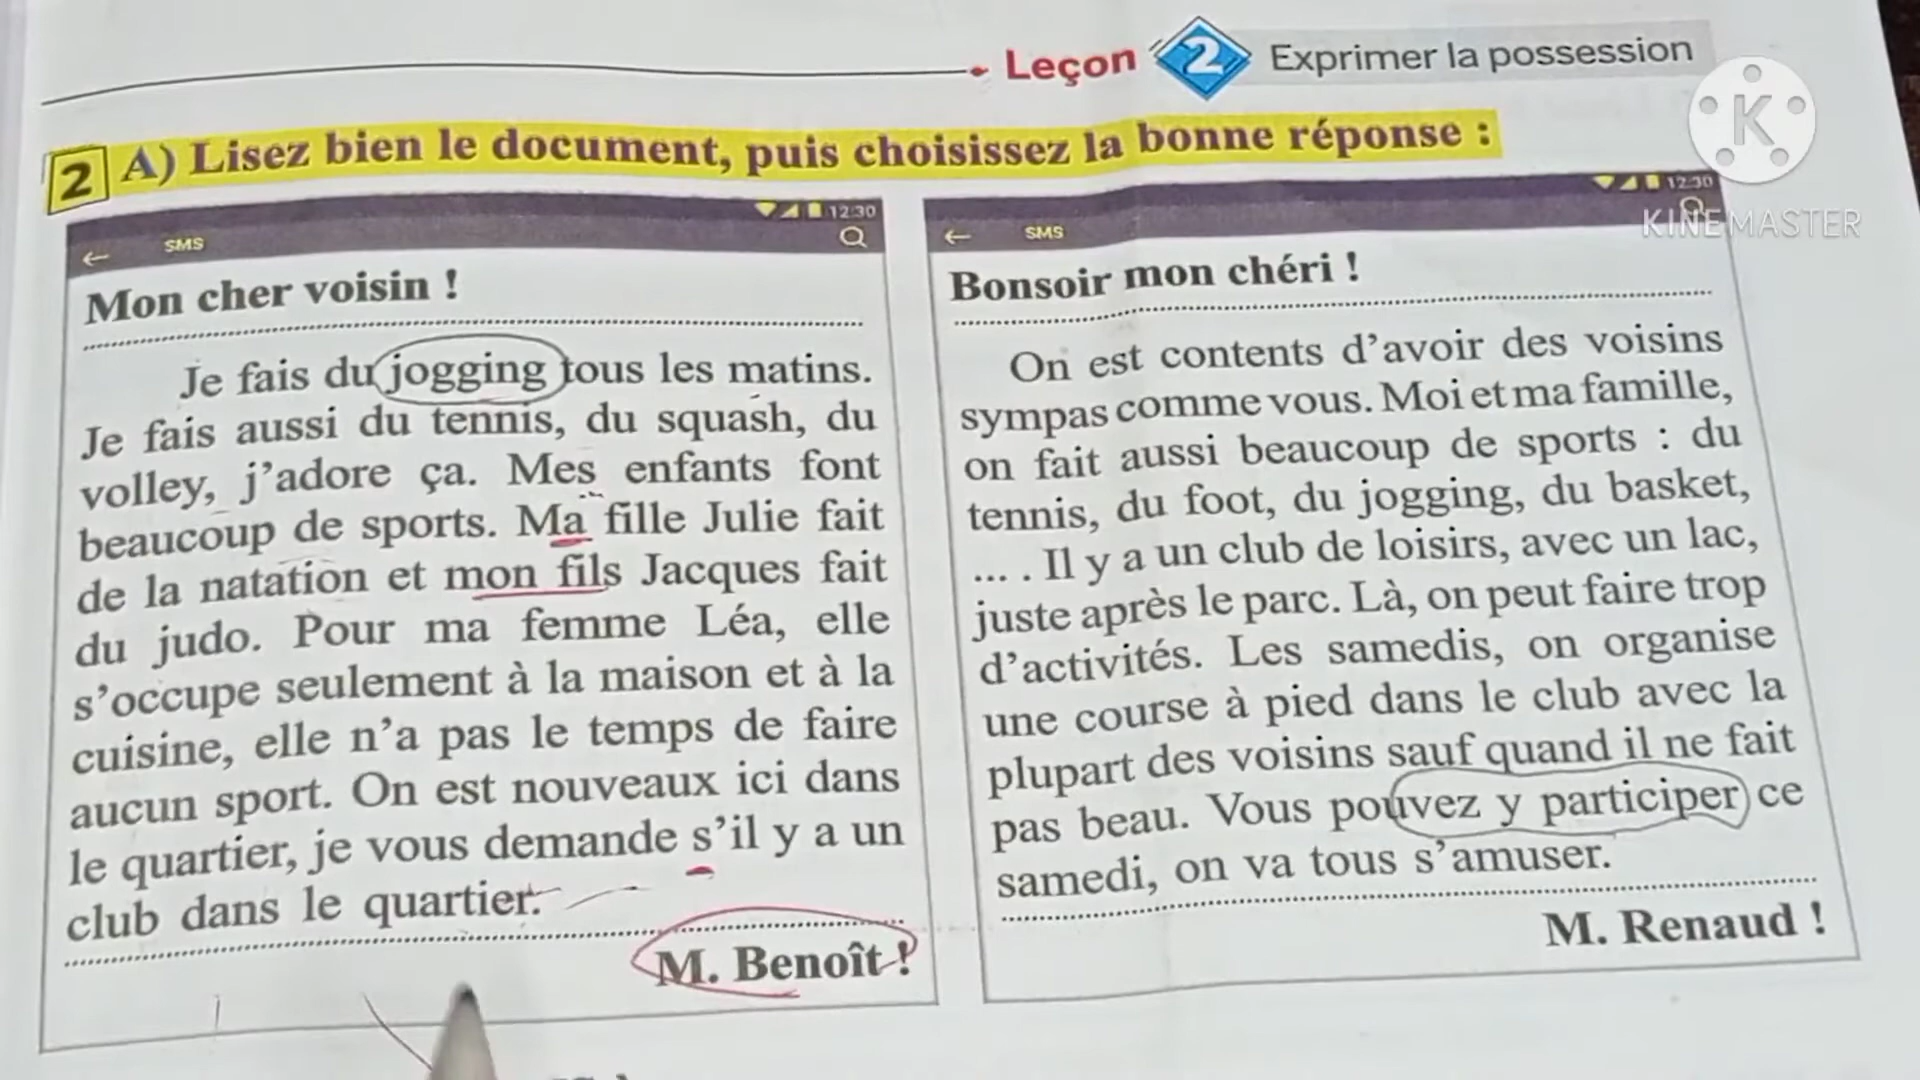 Leçon 2 Exprimer la possession
KINEMASTER
2 A) Lisez bien le document, puis choisissez la bonne réponse :
12:30
SMS
Mon cher voisin !
Je fais du jogging tous les matins.
Je fais aussi du tennis, du squash, du
volley, j'adore ça. Mes enfants font
beaucoup de sports. Ma fille Julie fait
de la natation et mon fils Jacques fait
du judo. Pour ma femme Léa, elle
s'occupe seulement à la maison et à la
cuisine, elle n'a pas le temps de faire
aucun sport. On est nouveaux ici dans
le quartier, je vous demande s'il y a un
club dans le quartier.
M. Benoît !
12:30
SMS
Bonsoir mon chéri !
On est contents d'avoir des voisins
sympas comme vous. Moi et ma famille,
on fait aussi beaucoup de sports : du
tennis, du foot, du jogging, du basket,
... . Il y a un club de loisirs, avec un lac,
juste après le parc. Là, on peut faire trop
d'activités. Les samedis, on organise
une course à pied dans le club avec la
plupart des voisins sauf quand il ne fait
pas beau. Vous pouvez y participer ce
samedi, on va tous s'amuser.
M. Renaud !